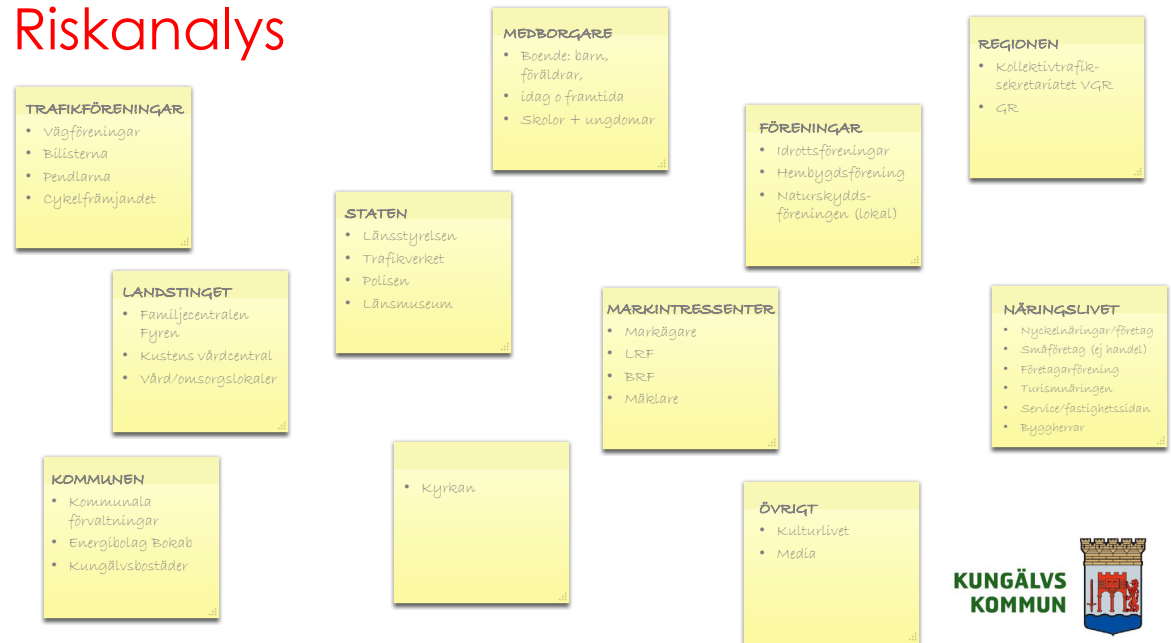 Riskanalys
TRAFIKFÖRENINGAR
• Vägföreningar
• Bilisterna
• Pendlarna
• Cykelfrämjandet
MEDBORGARE
• Boende: barn,
föräldrar,
• idag o framtida
• Skolor + ungdomar
REGIONEN
• Kollektivtrafik-
sekretariatet VGR
• GR
FÖRENINGAR
• Idrottsföreningar
• Hembygdsförening
• Naturskydds-
föreningen (lokal)
STATEN
• Länsstyrelsen
• Trafikverket
• Polisen
• Länsmuseum
LANDSTINGET
• Familjecentralen
Fyren
• Kustens vårdcentral
• Vård/omsorgslokaler
MARKINTRESSENTER
• Markägare
• LRF
• BRF
• Mäklare
NÄRINGSLIVET
• Nyckelnäringar/företag
• Småföretag (ej handel)
• Företagarförening
• Turismnäringen
• Service/fastighetssidan
• Byggherrar
KOMMUNEN
• Kommunala
förvaltningar
• Energibolag Bokab
• Kungälvsbostäder
• Kyrkan
ÖVRIGT
• Kulturlivet
• Media
KUNGÄLVS
KOMMUN